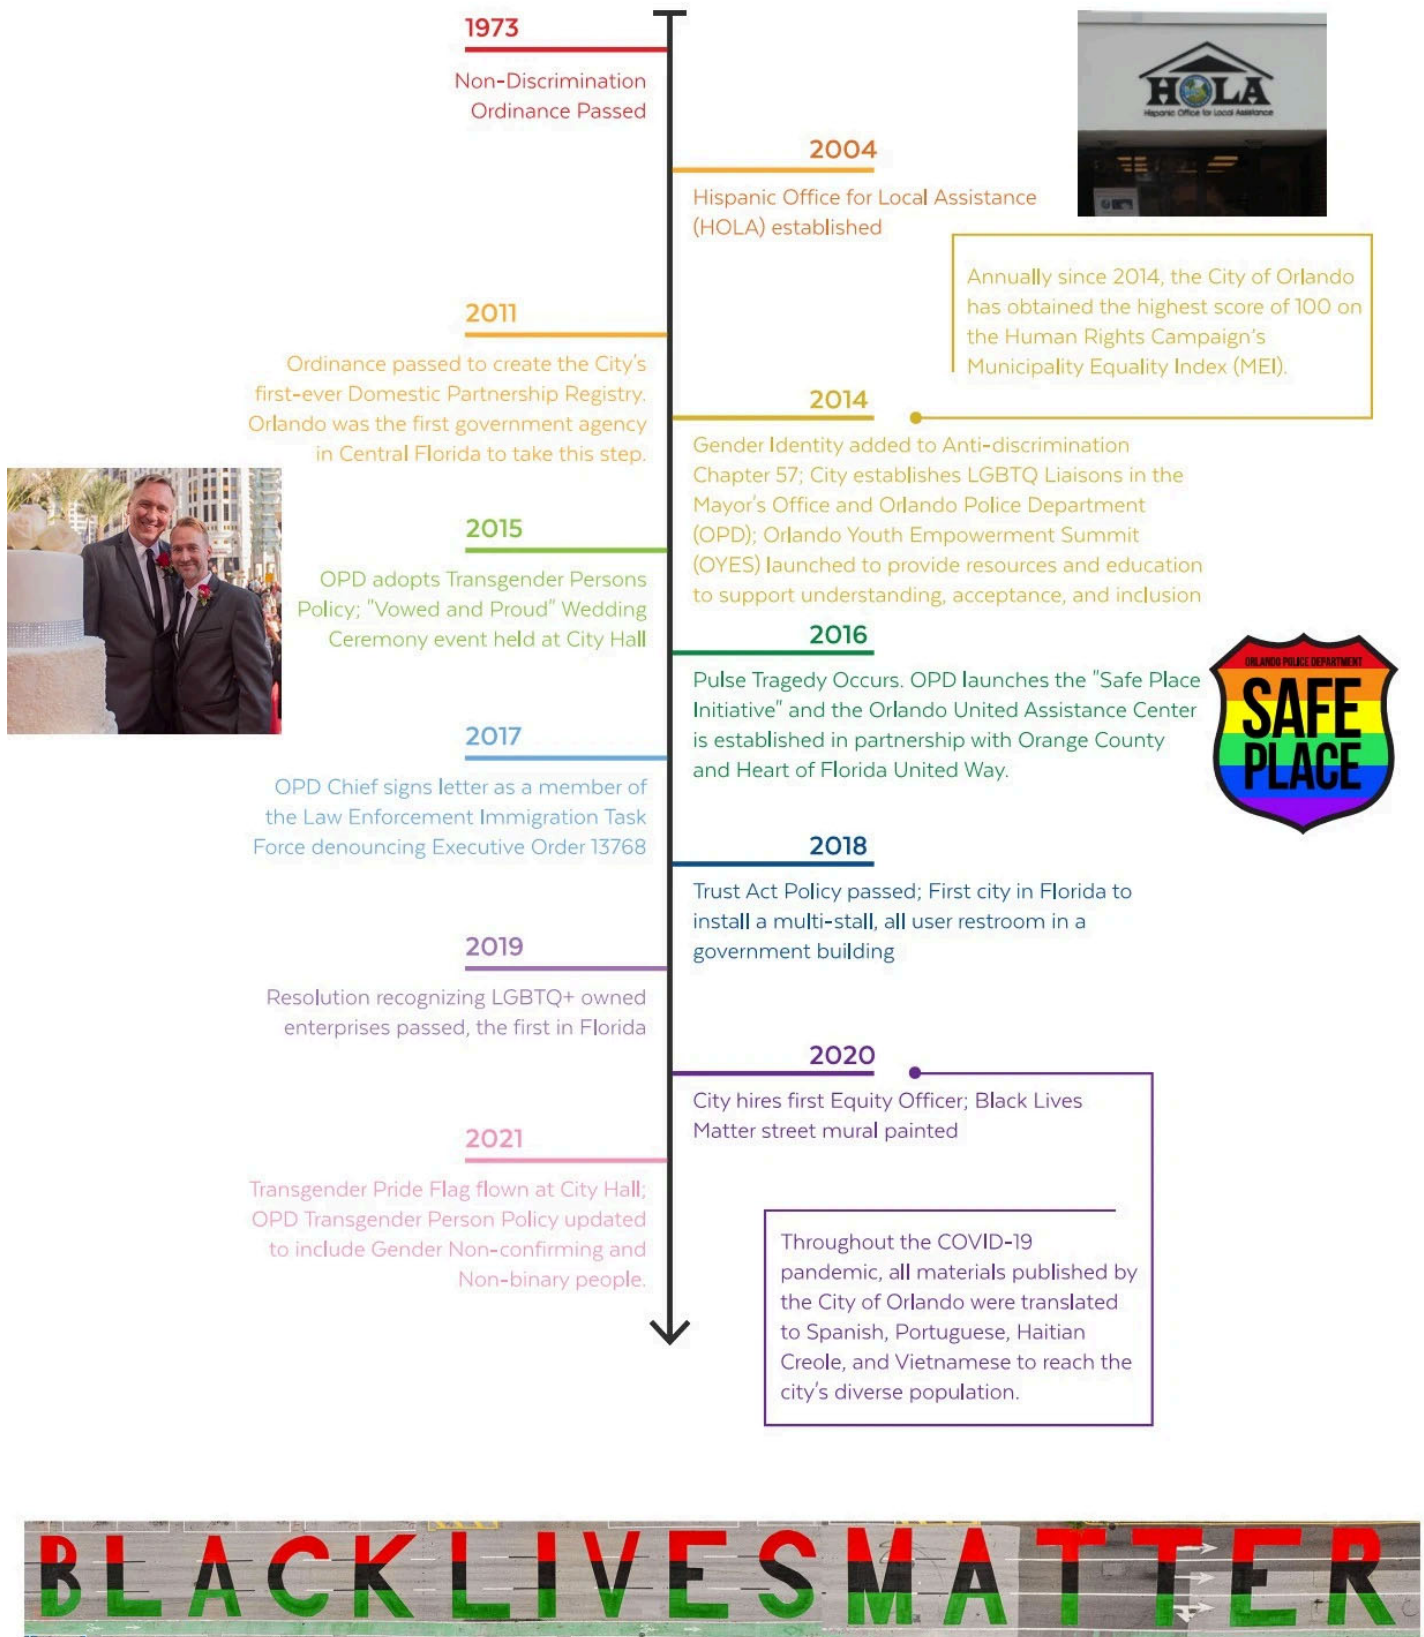 1973
Non-Discrimination
Ordinance Passed
HOLA
Hispanic Office for Local Assistance
2004
Hispanic Office for Local Assistance
(HOLA) established
Annually since 2014, the City of Orlando
has obtained the highest score of 100 on
the Human Rights Campaign's
Municipality Equality Index (MEI).
2011
Ordinance passed to create the City's
first-ever Domestic Partnership Registry.
Orlando was the first government agency
in Central Florida to take this step.
2014
Gender Identity added to Anti-discrimination
Chapter 57; City establishes LGBTQ Liaisons in the
Mayor's Office and Orlando Police Department
(OPD); Orlando Youth Empowerment Summit
(OYES) launched to provide resources and education
to support understanding, acceptance, and inclusion
2015
OPD adopts Transgender Persons
Policy; "Vowed and Proud" Wedding
Ceremony event held at City Hall
2016
Pulse Tragedy Occurs. OPD launches the "Safe Place
Initiative" and the Orlando United Assistance Center
is established in partnership with Orange County
and Heart of Florida United Way.
ORLANDO POLICE DEPARTMENT
SAFE
PLACE
2017
OPD Chief signs letter as a member of
the Law Enforcement Immigration Task
Force denouncing Executive Order 13768
2018
Trust Act Policy passed; First city in Florida to
install a multi-stall, all user restroom in a
government building
2019
Resolution recognizing LGBTQ+ owned
enterprises passed, the first in Florida
2020
City hires first Equity Officer; Black Lives
Matter street mural painted
Throughout the COVID-19
pandemic, all materials published by
the City of Orlando were translated
to Spanish, Portuguese, Haitian
Creole, and Vietnamese to reach the
city's diverse population.
2021
Transgender Pride Flag flown at City Hall;
OPD Transgender Person Policy updated
to include Gender Non-confirming and
Non-binary people.
BLACK LIVES MATTER